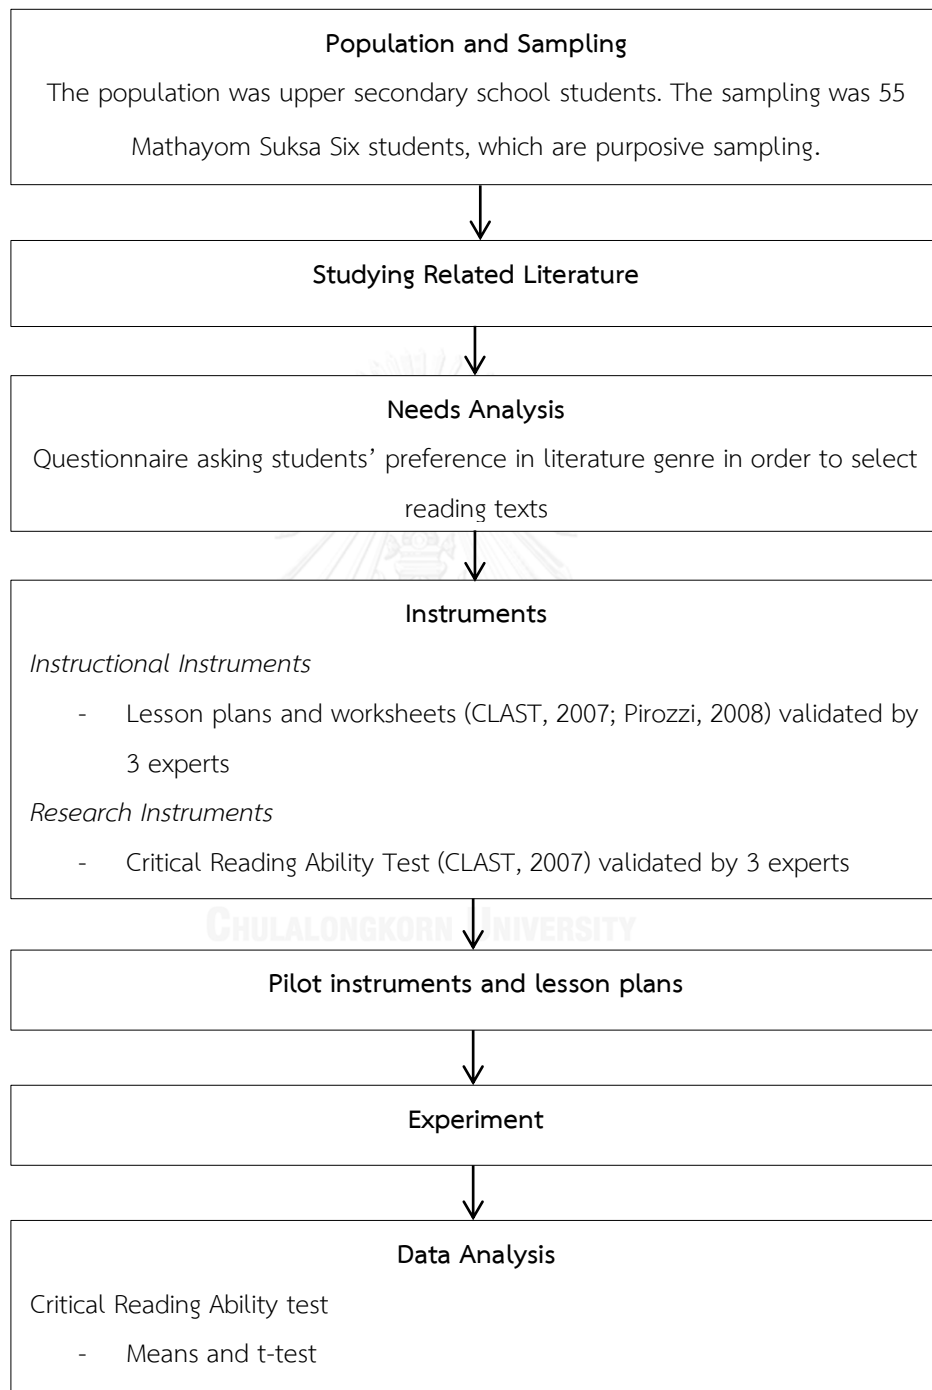 Population and Sampling
The population was upper secondary school students. The sampling was 55
Mathayom Suksa Six students, which are purposive sampling.
Studying Related Literature
Needs Analysis
Questionnaire asking students’ preference in literature genre in order to select
reading texts
Instruments
Instructional Instruments
- Lesson plans and worksheets (CLAST, 2007; Pirozzi, 2008) validated by
3 experts
Research Instruments
- Critical Reading Ability Test (CLAST, 2007) validated by 3 experts
CHULALONGKORN UNIVERSITY
Pilot instruments and lesson plans
Experiment
Data Analysis
Critical Reading Ability test
- Means and t-test